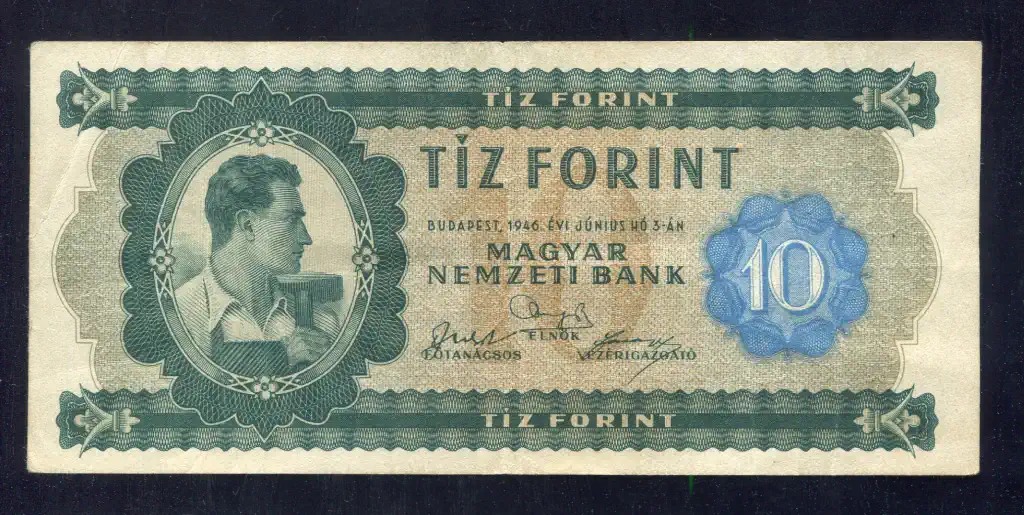 TÍZ FORINT
TÍZ FORINT
BUDAPEST, 1946. ÉVI JÚNIUS HÓ 3-ÁN
MAGYAR
NEMZETI BANK
10
ELNÖK
FŐTANÁCSOS VEZÉRIGAZGATÓ
TÍZ FORINT